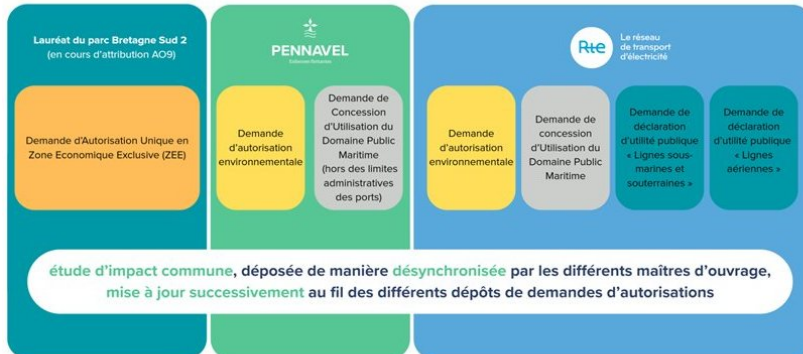 Lauréat du parc Bretagne Sud 2
(en cours d'attribution AO9)
Demande d'Autorisation Unique en
Zone Economique Exclusive (ZEE)
PENNAVEL
Demande
d'autorisation
environnementale
Demande de
Concession
d'Utilisation du
Domaine Public
Maritime
(hors des limites
administratives
des ports)
Rte
Le réseau
de transport
d'électricité
Demande
d'autorisation
environnementale
Demande de
concession
d'Utilisation du
Domaine Public
Maritime
Demande de
déclaration
d'utilité publique
« Lignes sous-
marines et
souterraines »
Demande de
déclaration
d'utilité publique
« Lignes
aériennes »
étude d'impact commune, déposée de manière désynchronisée par les différents maîtres d'ouvrage,
mise à jour successivement au fil des différents dépôts de demandes d'autorisations